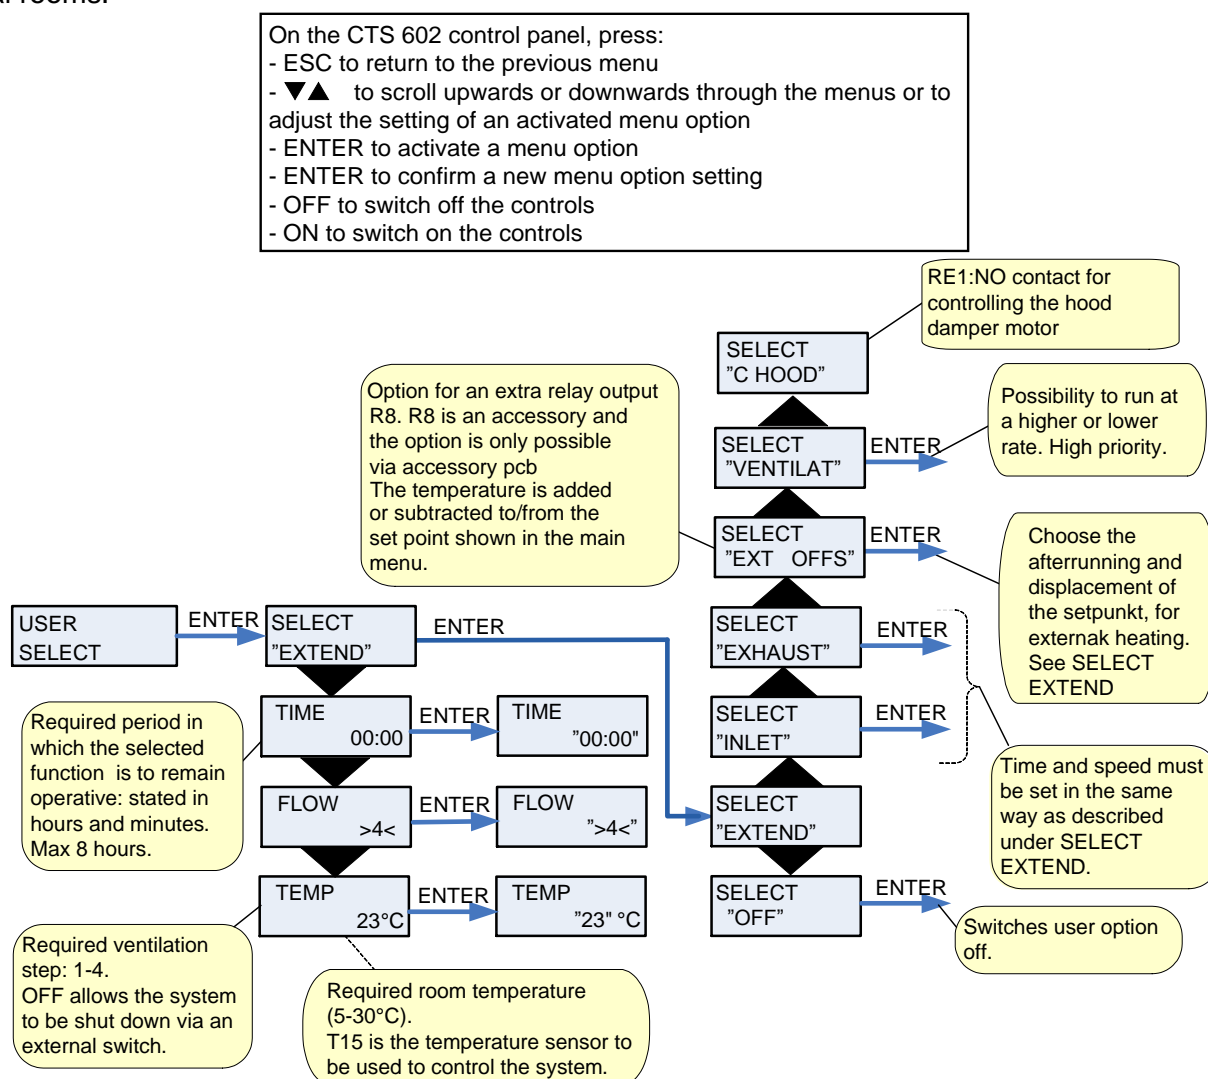 al rooms.
On the CTS 602 control panel, press:
- ESC to return to the previous menu
- ▼▲ to scroll upwards or downwards through the menus or to
adjust the setting of an activated menu option
- ENTER to activate a menu option
- ENTER to confirm a new menu option setting
- OFF to switch off the controls
- ON to switch on the controls
RE1:NO contact for
controlling the hood
damper motor
SELECT
"C HOOD"
Option for an extra relay output
R8. R8 is an accessory and
the option is only possible
via accessory pcb
The temperature is added
or subtracted to/from the
set point shown in the main
menu.
SELECT
"VENTILAT"
ENTER
Possibility to run at
a higher or lower
rate. High priority.
SELECT
"EXT OFFS"
ENTER
Choose the
afterrunning and
displacement of
the setpunkt, for
externak heating.
See SELECT
EXTEND
USER
SELECT
ENTER
SELECT
"EXTEND"
ENTER
SELECT
"EXHAUST"
ENTER
Required period in
which the selected
function is to remain
operative: stated in
hours and minutes.
Max 8 hours.
TIME
00:00
ENTER
TIME
"00:00"
SELECT
"INLET"
ENTER
Time and speed must
be set in the same
way as described
under SELECT
EXTEND.
FLOW
>4<
ENTER
FLOW
">4<"
SELECT
"EXTEND"
TEMP
23°C
ENTER
TEMP
"23" °C
SELECT
"OFF"
ENTER
Switches user option
off.
Required ventilation
step: 1-4.
OFF allows the system
to be shut down via an
external switch.
Required room temperature
(5-30°C).
T15 is the temperature sensor to
be used to control the system.